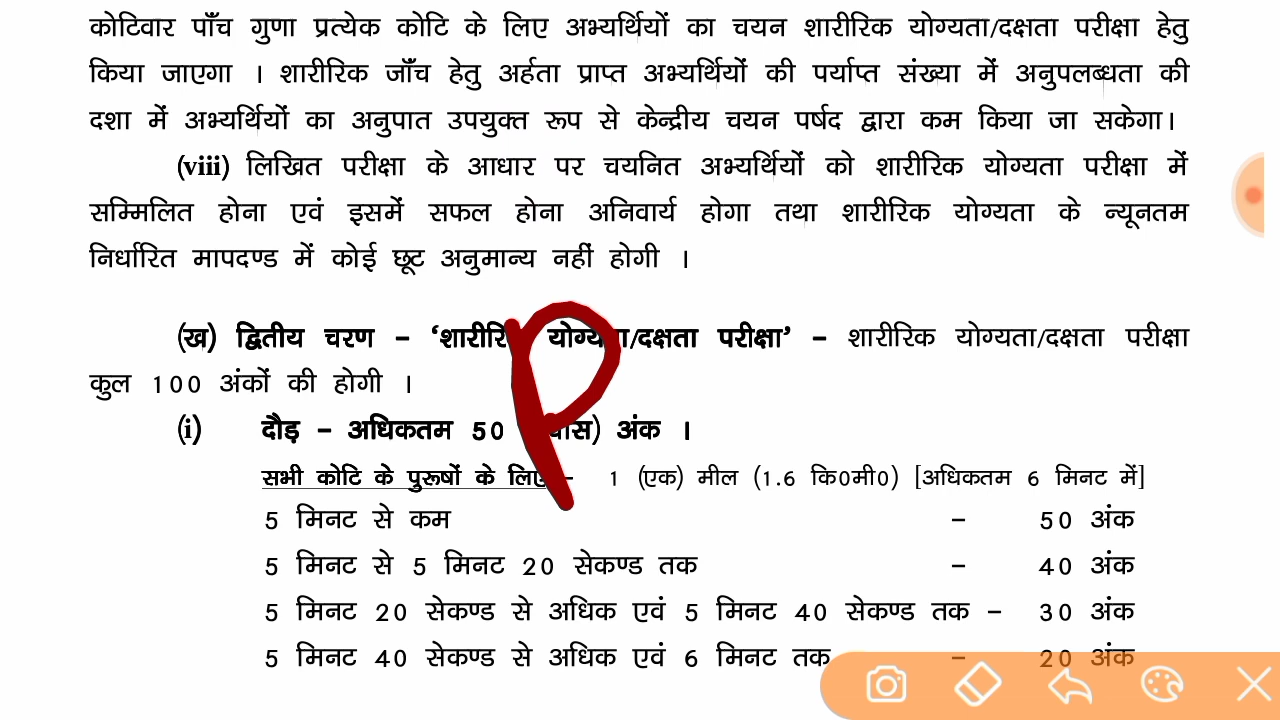 कोटिवार पाँच गुणा प्रत्येक कोटि के लिए अभ्यर्थियों का चयन शारीरिक योग्यता/दक्षता परीक्षा हेतु
किया जाएगा । शारीरिक जाँच हेतु अर्हता प्राप्त अभ्यर्थियों की पर्याप्त संख्या में अनुपलब्धता की
दशा में अभ्यर्थियों का अनुपात उपयुक्त रूप से केन्द्रीय चयन पर्षद द्वारा कम किया जा सकेगा।
(viii) लिखित परीक्षा के आधार पर चयनित अभ्यर्थियों को शारीरिक योग्यता परीक्षा में
सम्मिलित होना एवं इसमें सफल होना अनिवार्य होगा तथा शारीरिक योग्यता के न्यूनतम
निर्धारित मापदण्ड में कोई छूट अनुमान्य नहीं होगी ।
(ख) द्वितीय चरण – ‘शारीरिक योग्यता/दक्षता परीक्षा’ – शारीरिक योग्यता/दक्षता परीक्षा
कुल 100 अंकों की होगी ।
P
(i) दौड़ – अधिकतम 50 (पचास) अंक ।
सभी कोटि के पुरूषों के लिए – 1 (एक) मील (1.6 कि0मी0) [अधिकतम 6 मिनट में]
5 मिनट से कम – 50 अंक
5 मिनट से 5 मिनट 20 सेकण्ड तक – 40 अंक
5 मिनट 20 सेकण्ड से अधिक एवं 5 मिनट 40 सेकण्ड तक – 30 अंक
5 मिनट 40 सेकण्ड से अधिक एवं 6 मिनट तक – 20 अंक